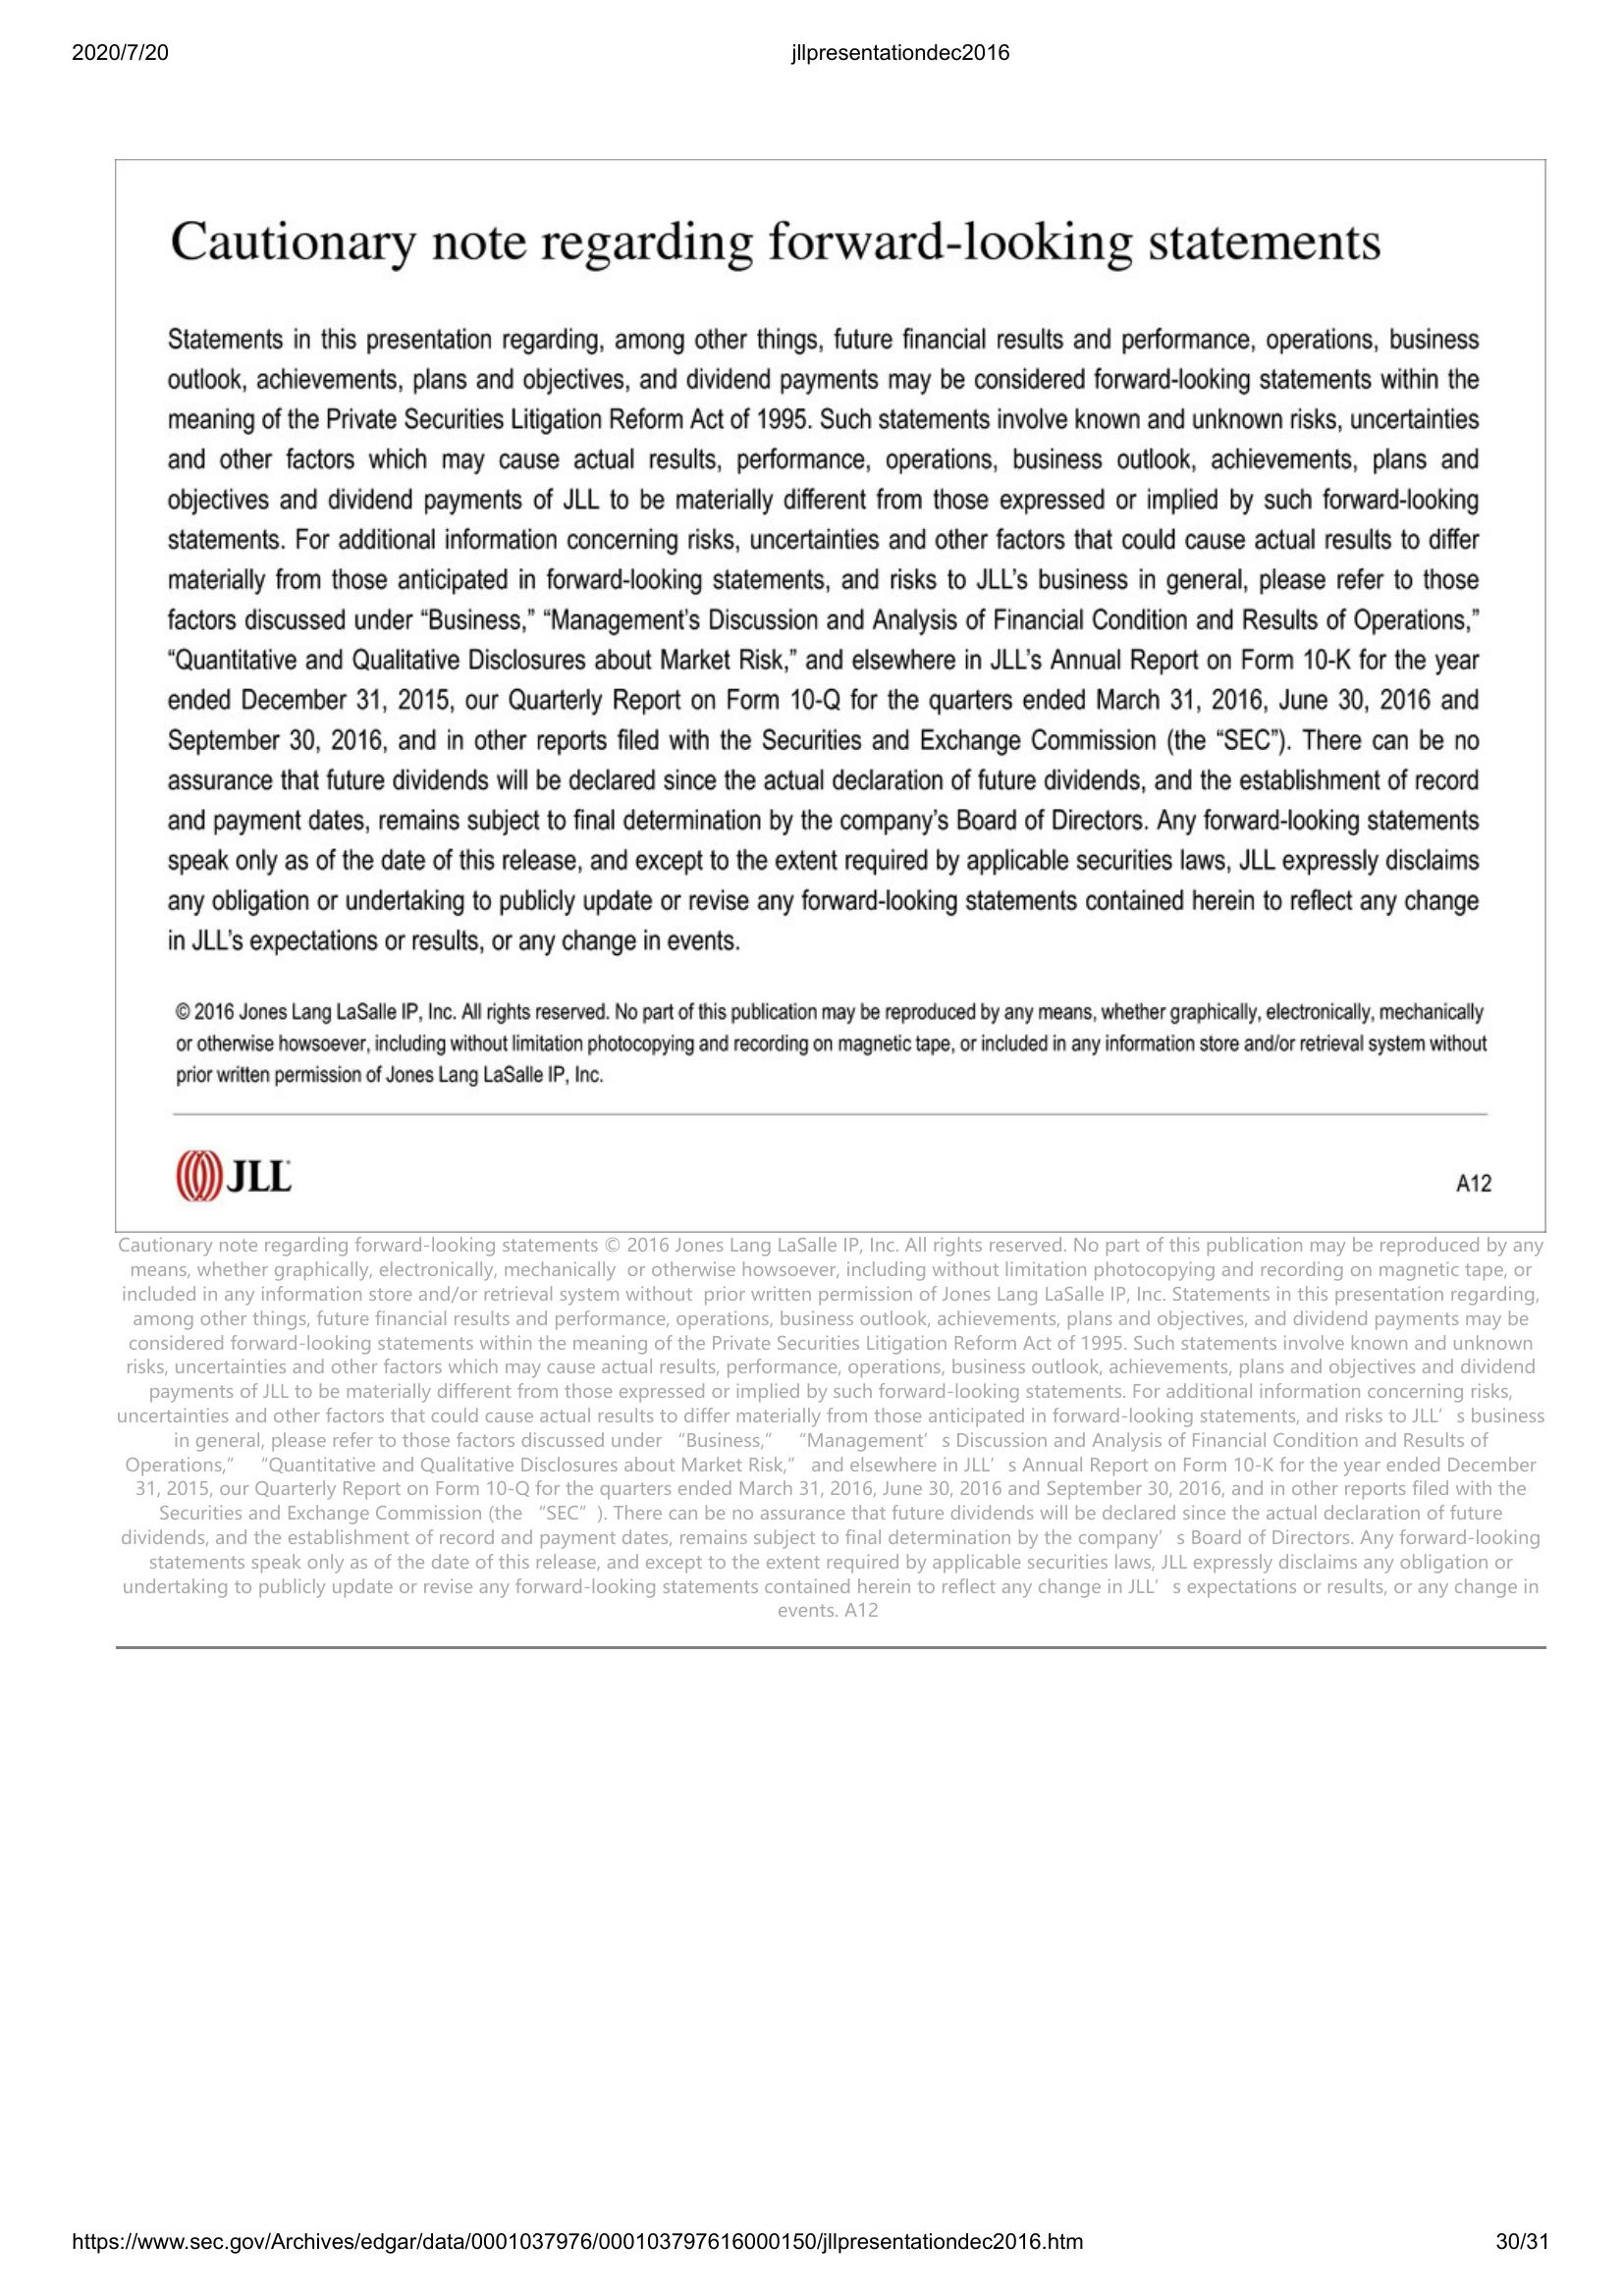 2020/7/20
jllpresentationdec2016
Cautionary note regarding forward-looking statements
Statements in this presentation regarding, among other things, future financial results and performance, operations, business
outlook, achievements, plans and objectives, and dividend payments may be considered forward-looking statements within the
meaning of the Private Securities Litigation Reform Act of 1995. Such statements involve known and unknown risks, uncertainties
and other factors which may cause actual results, performance, operations, business outlook, achievements, plans and
objectives and dividend payments of JLL to be materially different from those expressed or implied by such forward-looking
statements. For additional information concerning risks, uncertainties and other factors that could cause actual results to differ
materially from those anticipated in forward-looking statements, and risks to JLL’s business in general, please refer to those
factors discussed under “Business,” “Management’s Discussion and Analysis of Financial Condition and Results of Operations,”
“Quantitative and Qualitative Disclosures about Market Risk,” and elsewhere in JLL’s Annual Report on Form 10-K for the year
ended December 31, 2015, our Quarterly Report on Form 10-Q for the quarters ended March 31, 2016, June 30, 2016 and
September 30, 2016, and in other reports filed with the Securities and Exchange Commission (the “SEC”). There can be no
assurance that future dividends will be declared since the actual declaration of future dividends, and the establishment of record
and payment dates, remains subject to final determination by the company’s Board of Directors. Any forward-looking statements
speak only as of the date of this release, and except to the extent required by applicable securities laws, JLL expressly disclaims
any obligation or undertaking to publicly update or revise any forward-looking statements contained herein to reflect any change
in JLL’s expectations or results, or any change in events.
© 2016 Jones Lang LaSalle IP, Inc. All rights reserved. No part of this publication may be reproduced by any means, whether graphically, electronically, mechanically
or otherwise howsoever, including without limitation photocopying and recording on magnetic tape, or included in any information store and/or retrieval system without
prior written permission of Jones Lang LaSalle IP, Inc.
JLL
A12
Cautionary note regarding forward-looking statements © 2016 Jones Lang LaSalle IP, Inc. All rights reserved. No part of this publication may be reproduced by any
means, whether graphically, electronically, mechanically or otherwise howsoever, including without limitation photocopying and recording on magnetic tape, or
included in any information store and/or retrieval system without prior written permission of Jones Lang LaSalle IP, Inc. Statements in this presentation regarding,
among other things, future financial results and performance, operations, business outlook, achievements, plans and objectives, and dividend payments may be
considered forward-looking statements within the meaning of the Private Securities Litigation Reform Act of 1995. Such statements involve known and unknown
risks, uncertainties and other factors which may cause actual results, performance, operations, business outlook, achievements, plans and objectives and dividend
payments of JLL to be materially different from those expressed or implied by such forward-looking statements. For additional information concerning risks,
uncertainties and other factors that could cause actual results to differ materially from those anticipated in forward-looking statements, and risks to JLL’s business
in general, please refer to those factors discussed under “Business,” “Management’s Discussion and Analysis of Financial Condition and Results of
Operations,” “Quantitative and Qualitative Disclosures about Market Risk,” and elsewhere in JLL’s Annual Report on Form 10-K for the year ended December
31, 2015, our Quarterly Report on Form 10-Q for the quarters ended March 31, 2016, June 30, 2016 and September 30, 2016, and in other reports filed with the
Securities and Exchange Commission (the “SEC”). There can be no assurance that future dividends will be declared since the actual declaration of future
dividends, and the establishment of record and payment dates, remains subject to final determination by the company’s Board of Directors. Any forward-looking
statements speak only as of the date of this release, and except to the extent required by applicable securities laws, JLL expressly disclaims any obligation or
undertaking to publicly update or revise any forward-looking statements contained herein to reflect any change in JLL’s expectations or results, or any change in
events. A12
https://www.sec.gov/Archives/edgar/data/0001037976/000103797616000150/jllpresentationdec2016.htm
30/31